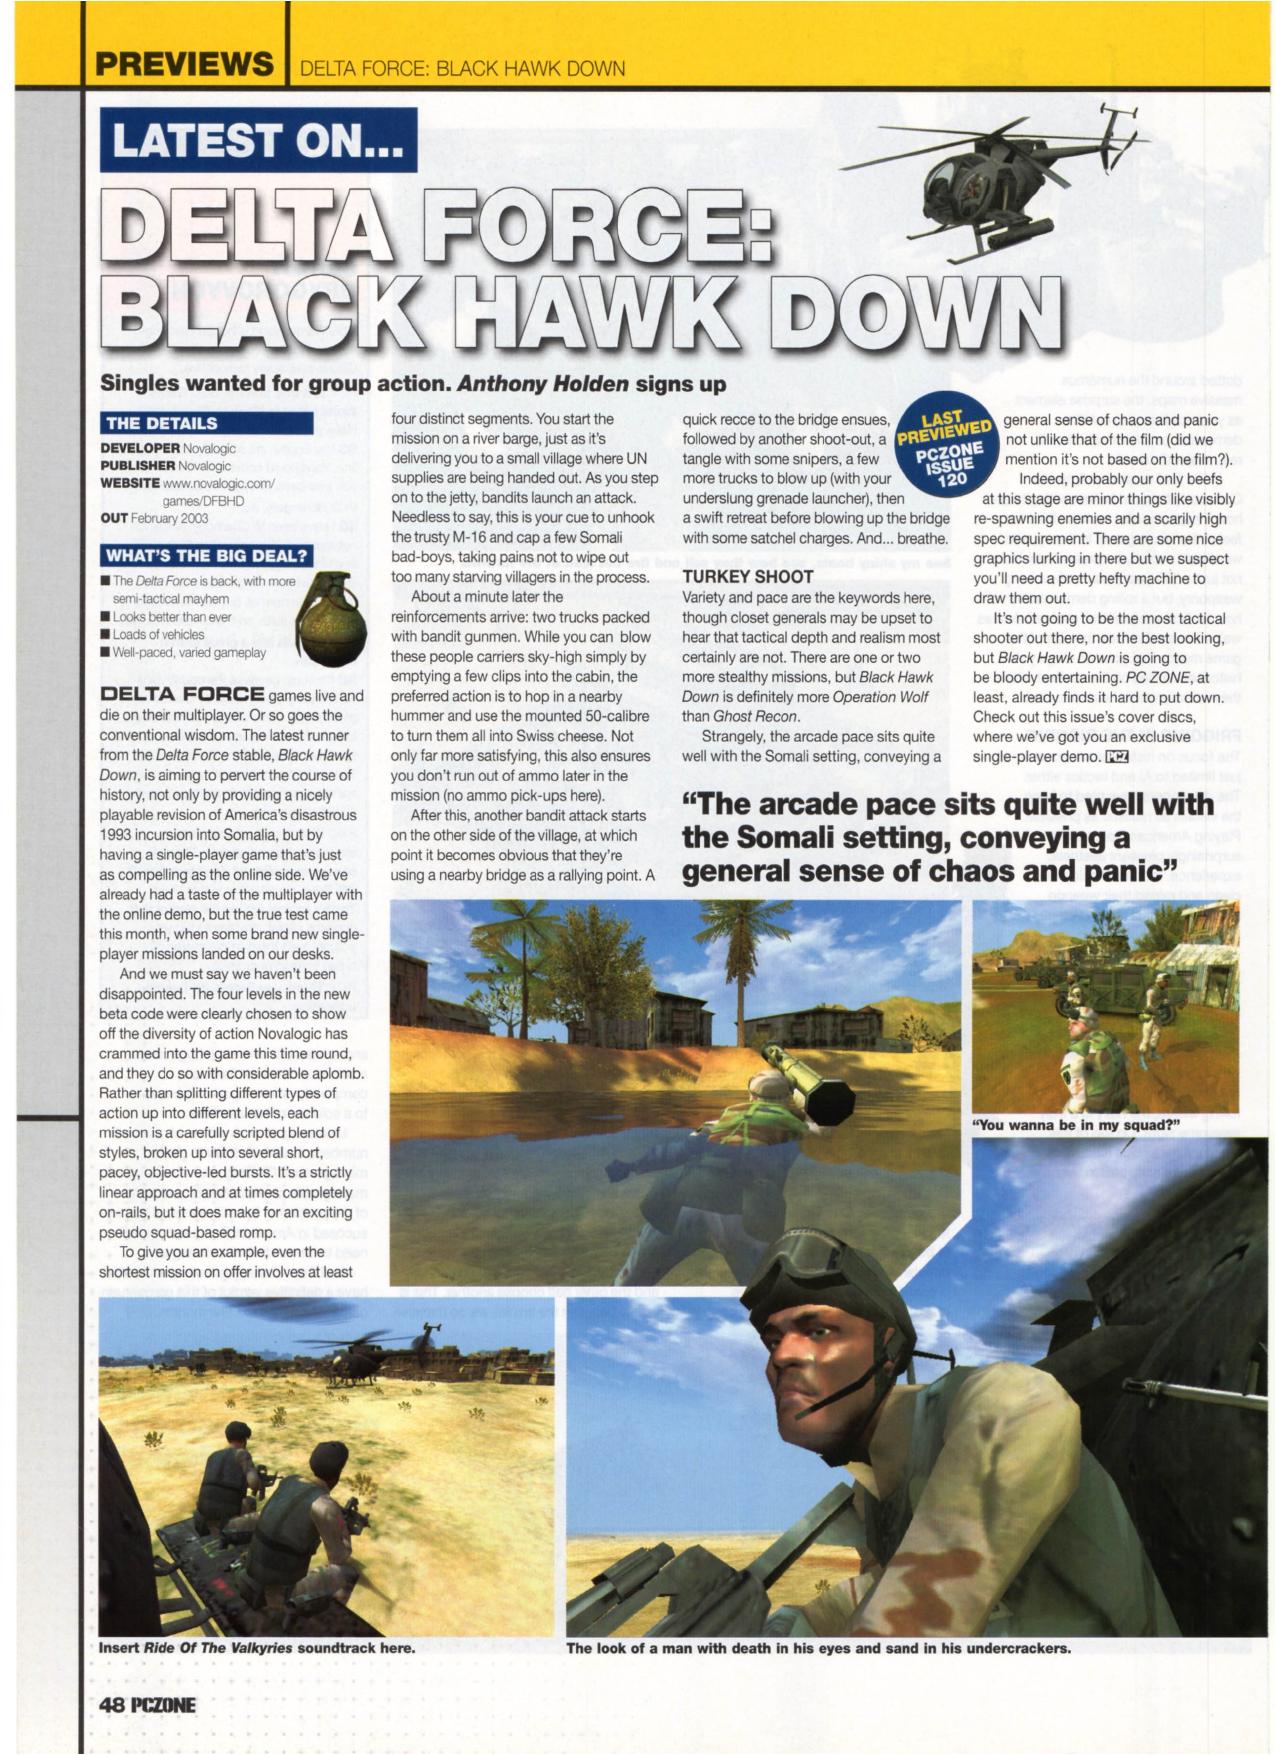 PREVIEWS
DELTA FORCE: BLACK HAWK DOWN
LATEST ON...
DELTA FORCE:
BLACK HAWK DOWN
Singles wanted for group action. Anthony Holden signs up
THE DETAILS
DEVELOPER Novalogic
PUBLISHER Novalogic
WEBSITE www.novalogic.com/
games/DFBHD
OUT February 2003
WHAT'S THE BIG DEAL?
■ The Delta Force is back, with more
semi-tactical mayhem
■ Looks better than ever
■ Loads of vehicles
■ Well-paced, varied gameplay
DELTA FORCE games live and
die on their multiplayer. Or so goes the
conventional wisdom. The latest runner
from the Delta Force stable, Black Hawk
Down, is aiming to pervert the course of
history, not only by providing a nicely
playable revision of America's disastrous
1993 incursion into Somalia, but by
having a single-player game that's just
as compelling as the online side. We've
already had a taste of the multiplayer with
the online demo, but the true test came
this month, when some brand new single-
player missions landed on our desks.
And we must say we haven't been
disappointed. The four levels in the new
beta code were clearly chosen to show
off the diversity of action Novalogic has
crammed into the game this time round,
and they do so with considerable aplomb.
Rather than splitting different types of
action up into different levels, each
mission is a carefully scripted blend of
styles, broken up into several short,
pacey, objective-led bursts. It's a strictly
linear approach and at times completely
on-rails, but it does make for an exciting
pseudo squad-based romp.
To give you an example, even the
shortest mission on offer involves at least
four distinct segments. You start the
mission on a river barge, just as it's
delivering you to a small village where UN
supplies are being handed out. As you step
on to the jetty, bandits launch an attack.
Needless to say, this is your cue to unhook
the trusty M-16 and cap a few Somali
bad-boys, taking pains not to wipe out
too many starving villagers in the process.
About a minute later the
reinforcements arrive: two trucks packed
with bandit gunmen. While you can blow
these people carriers sky-high simply by
emptying a few clips into the cabin, the
preferred action is to hop in a nearby
hummer and use the mounted 50-calibre
to turn them all into Swiss cheese. Not
only far more satisfying, this also ensures
you don't run out of ammo later in the
mission (no ammo pick-ups here).
After this, another bandit attack starts
on the other side of the village, at which
point it becomes obvious that they're
using a nearby bridge as a rallying point. A
quick recce to the bridge ensues,
followed by another shoot-out, a
tangle with some snipers, a few
more trucks to blow up (with your
underslung grenade launcher), then
a swift retreat before blowing up the bridge
with some satchel charges. And... breathe.
TURKEY SHOOT
Variety and pace are the keywords here,
though closet generals may be upset to
hear that tactical depth and realism most
certainly are not. There are one or two
more stealthy missions, but Black Hawk
Down is definitely more Operation Wolf
than Ghost Recon.
Strangely, the arcade pace sits quite
well with the Somali setting, conveying a
LAST
PREVIEWED
PCZONE
ISSUE
120
general sense of chaos and panic
not unlike that of the film (did we
mention it's not based on the film?).
Indeed, probably our only beefs
at this stage are minor things like visibly
re-spawning enemies and a scarily high
spec requirement. There are some nice
graphics lurking in there but we suspect
you'll need a pretty hefty machine to
draw them out.
It's not going to be the most tactical
shooter out there, nor the best looking,
but Black Hawk Down is going to
be bloody entertaining. PC ZONE, at
least, already finds it hard to put down.
Check out this issue's cover discs,
where we've got you an exclusive
single-player demo. PCZ
“The arcade pace sits quite well with
the Somali setting, conveying a
general sense of chaos and panic”
“You wanna be in my squad?”
Insert Ride Of The Valkyries soundtrack here.
The look of a man with death in his eyes and sand in his undercrackers.
48 PCZONE